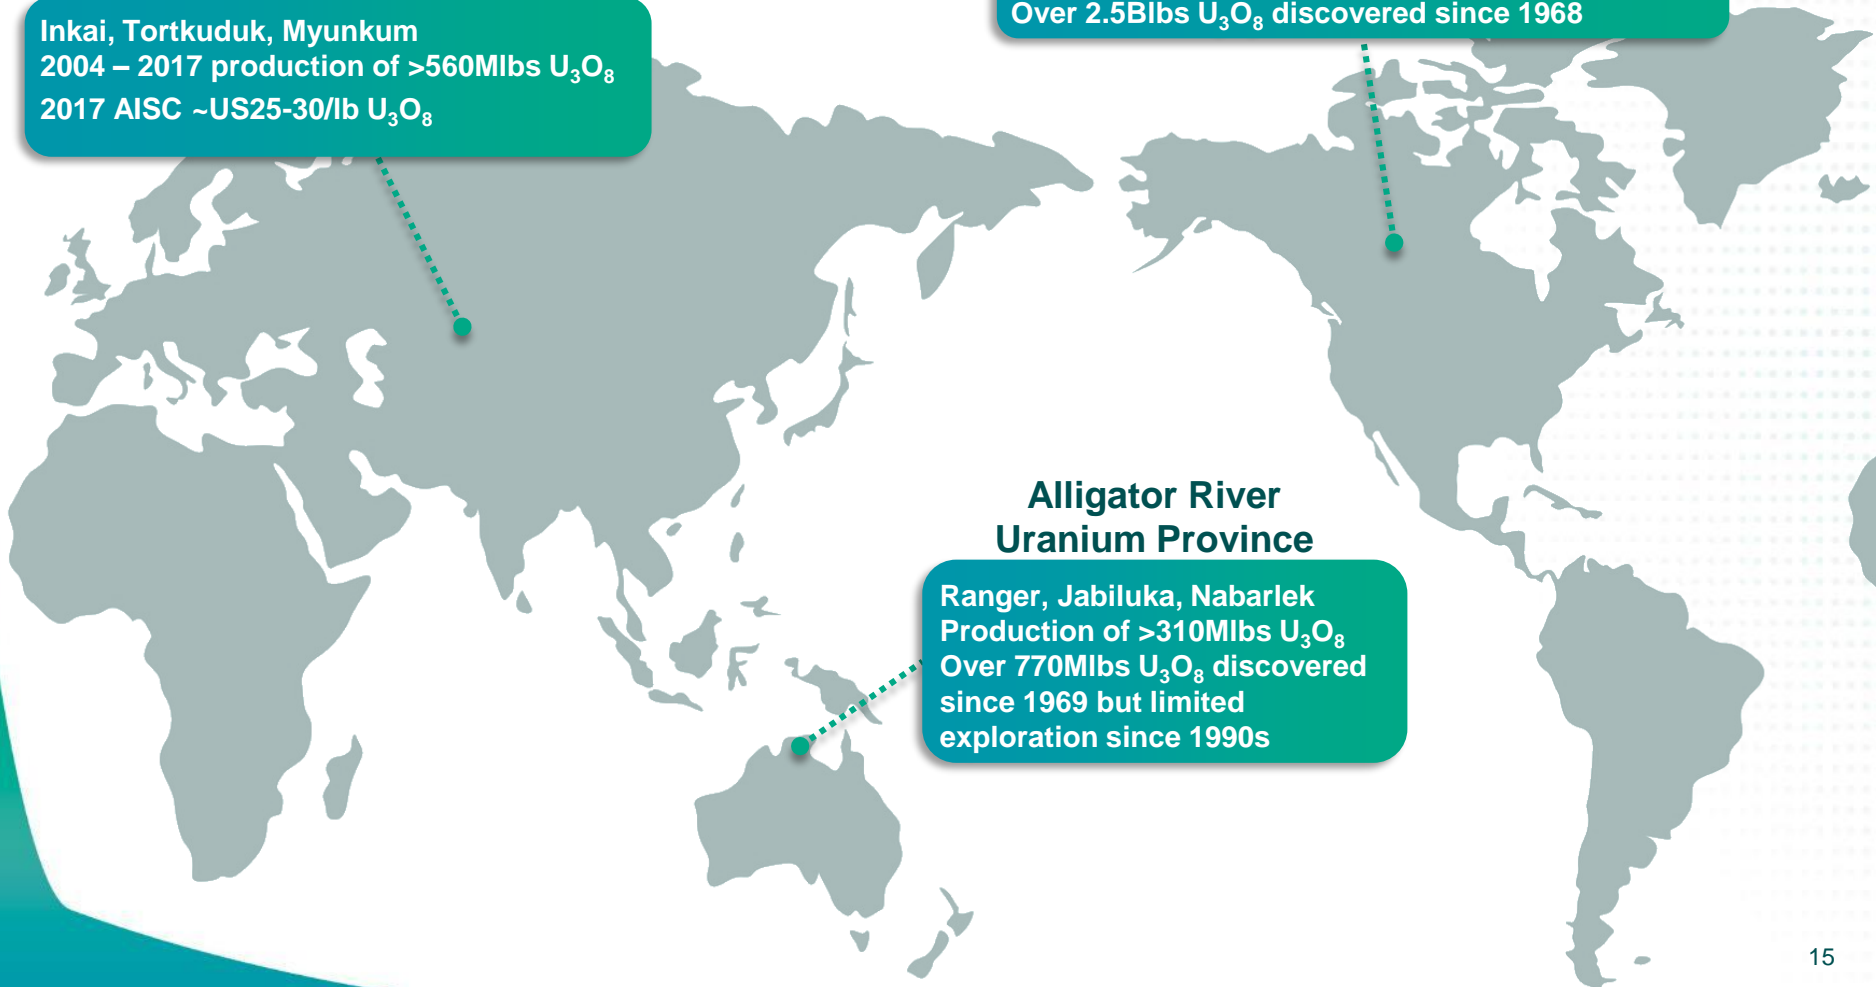 Inkai, Tortkuduk, Myunkum
2004 – 2017 production of >560Mlbs U₃O₈
2017 AISC ~US25-30/lb U₃O₈
Over 2.5Blbs U₃O₈ discovered since 1968
Alligator River
Uranium Province
Ranger, Jabiluka, Nabarlek
Production of >310Mlbs U₃O₈
Over 770Mlbs U₃O₈ discovered
since 1969 but limited
exploration since 1990s
15